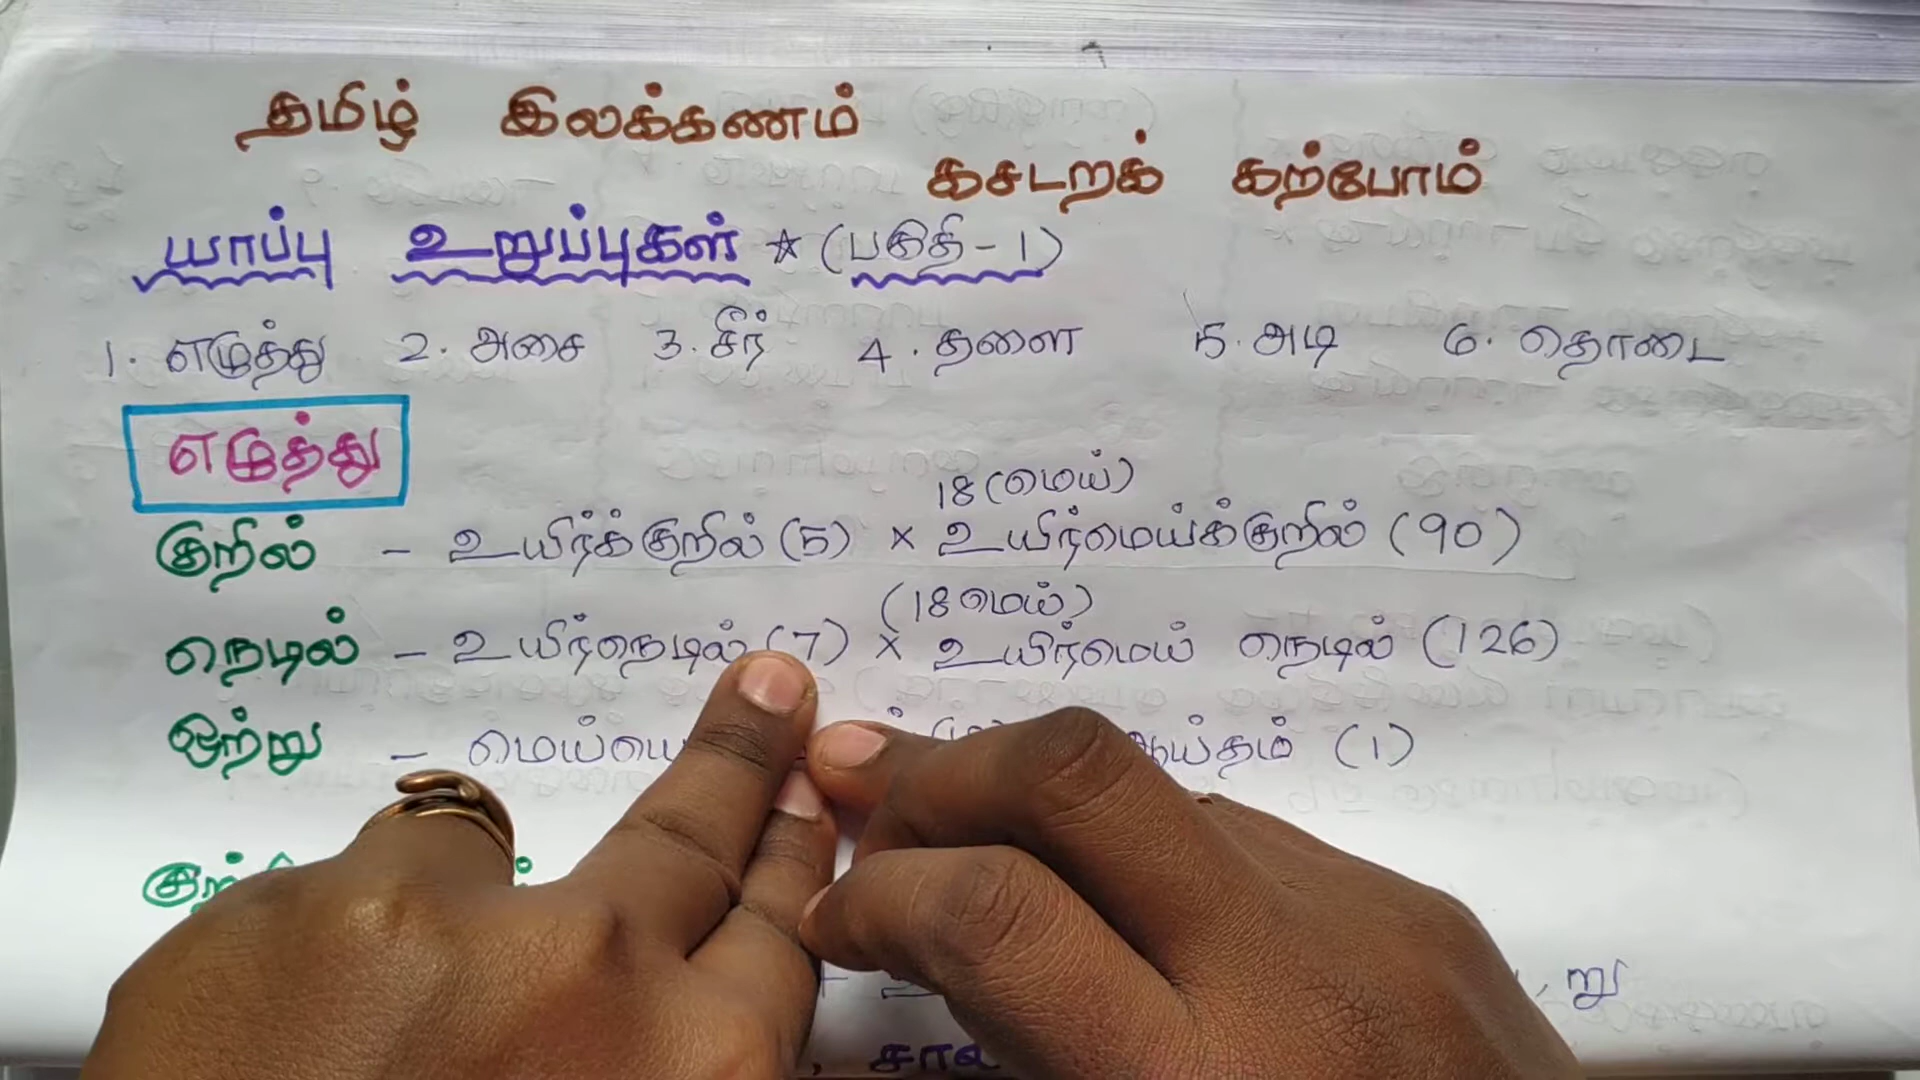 தமிழ் இலக்கணம்
கசடறக் கற்போம்
யாப்பு உறுப்புகள் * (பகுதி - 1)
1. எழுத்து 2. அசை 3. சீர் 4. தளை 5. அடி 6. தொடை
எழுத்து
18 (மெய்)
குறில் - உயிர்க்குறில் (5) × உயிர்மெய்க்குறில் (90)
(18 மெய்)
நெடில் - உயிர்நெடில் (7) × உயிர்மெய் நெடில் (126)
ஒற்று - ஆய்தம் (1)
, று